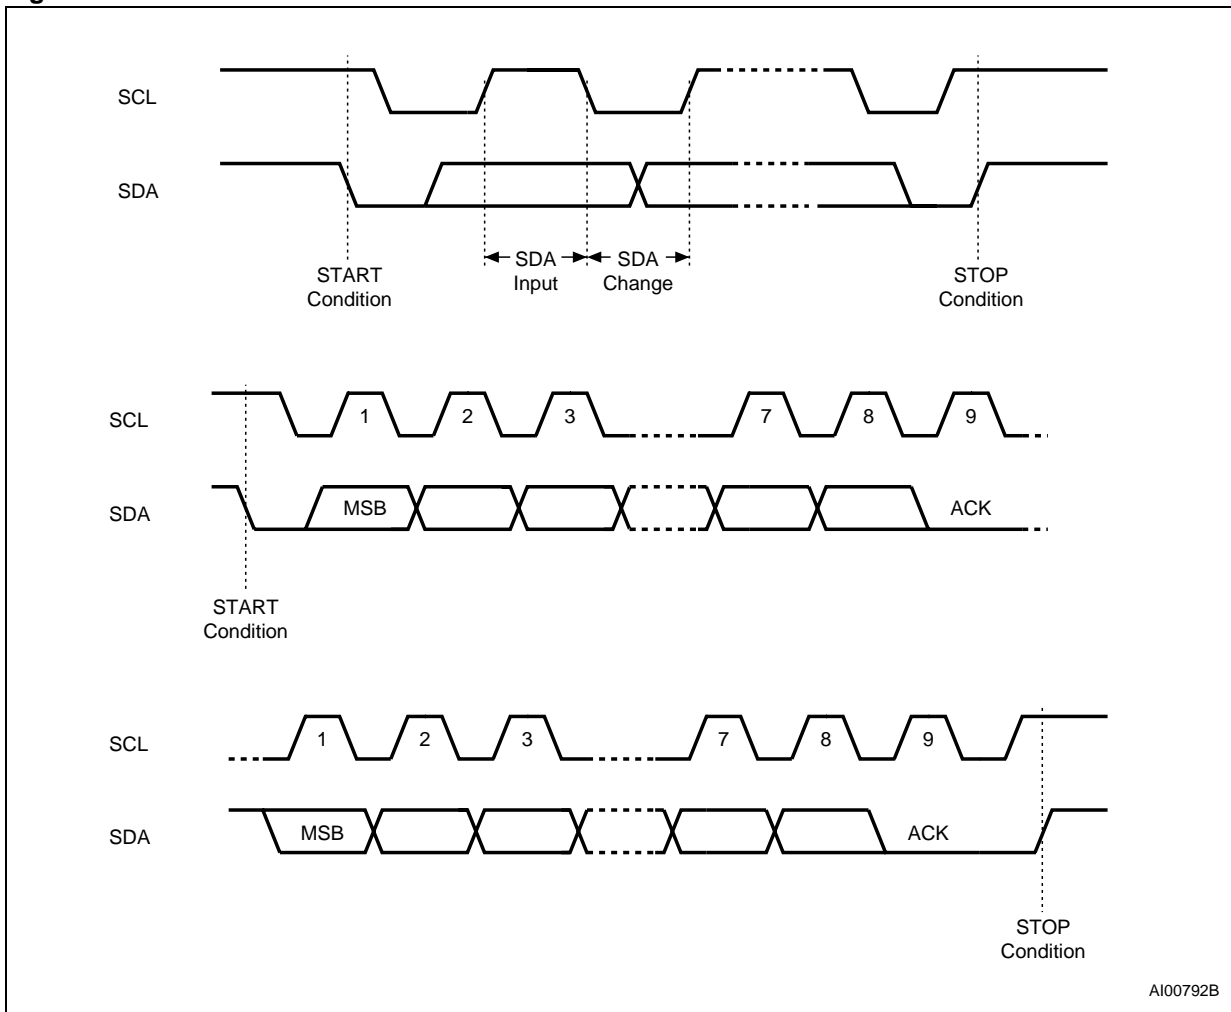 SCL
SDA
START
Condition
SDA
Input
SDA
Change
STOP
Condition
SCL
1 2 3 7 8 9
SDA
MSB ACK
START
Condition
SCL
1 2 3 7 8 9
SDA
MSB ACK
STOP
Condition
AI00792B